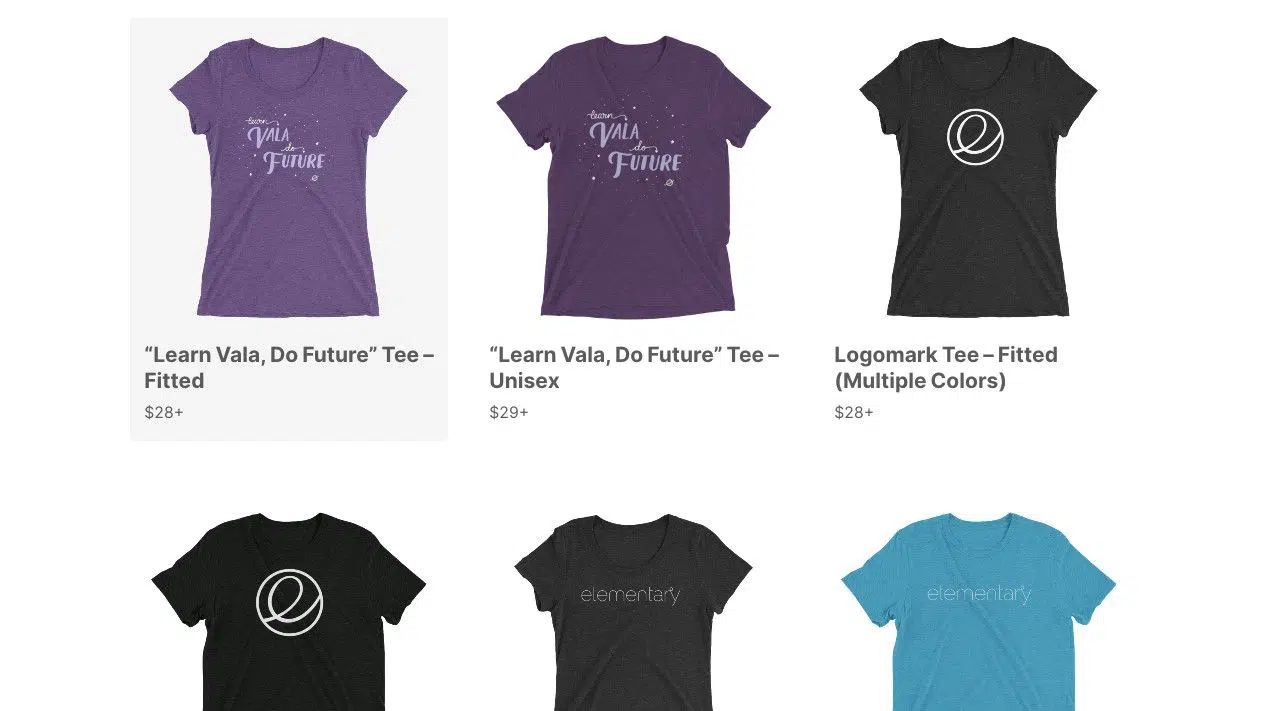 learn
VALA
do
FUTURE
learn
VALA
do
FUTURE
“Learn Vala, Do Future” Tee –
Fitted
$28+
“Learn Vala, Do Future” Tee –
Unisex
$29+
Logomark Tee – Fitted
(Multiple Colors)
$28+
elementary
elementary